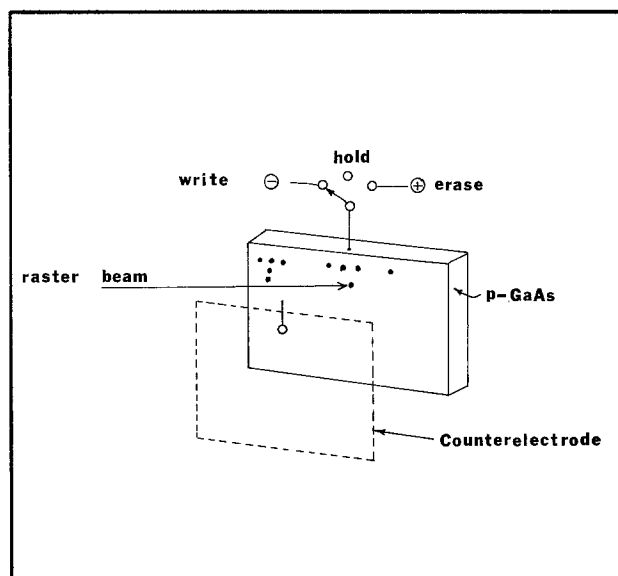 hold
write ⊖ ⊕ erase
raster beam
p-GaAs
Counterelectrode